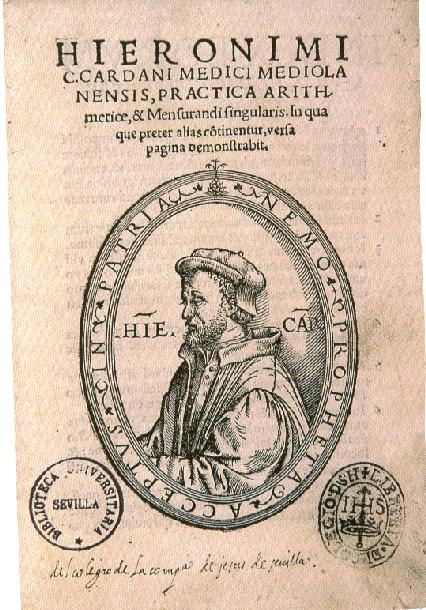 HIERONIMI
C. CARDANI MEDICI MEDIOLA
NENSIS, PRACTICA ARITH
metice, & Mensurandi singularis. In qua
que preter alias cõtinentur, versa
pagina demonstrabit.
NEMO PROPHETA ACCEPTVS IN PATRIA
HIE. CAR
BIBLIOTECA UNIVERSITARIA
SEVILLA
IHS
del colegio de la compa de jesus de sevilla.